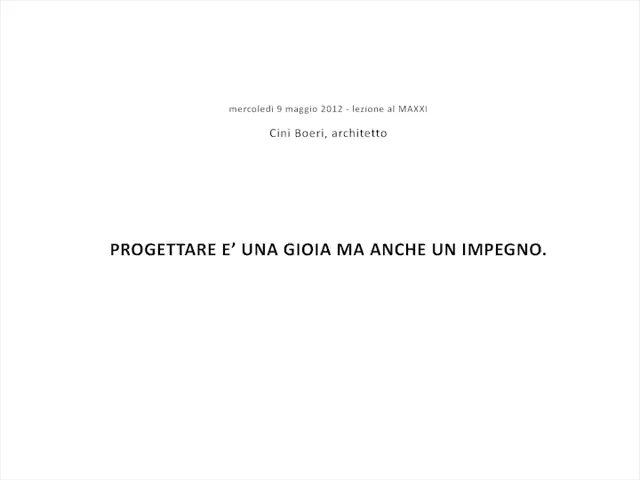 mercoledì 9 maggio 2012 - lezione al MAXXI
Cini Boeri, architetto
PROGETTARE E’ UNA GIOIA MA ANCHE UN IMPEGNO.